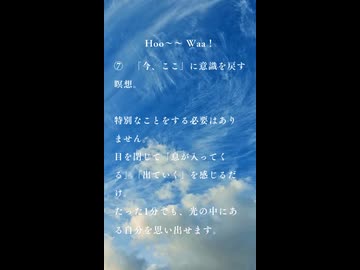 Hoo〜〜 Waa！
⑦　「今、ここ」に意識を戻す
瞑想。
特別なことをする必要はあり
ません。
目を閉じて「息が入ってく
る」「出ていく」を感じるだ
け。
たった1分でも、光の中にあ
る自分を思い出せます。